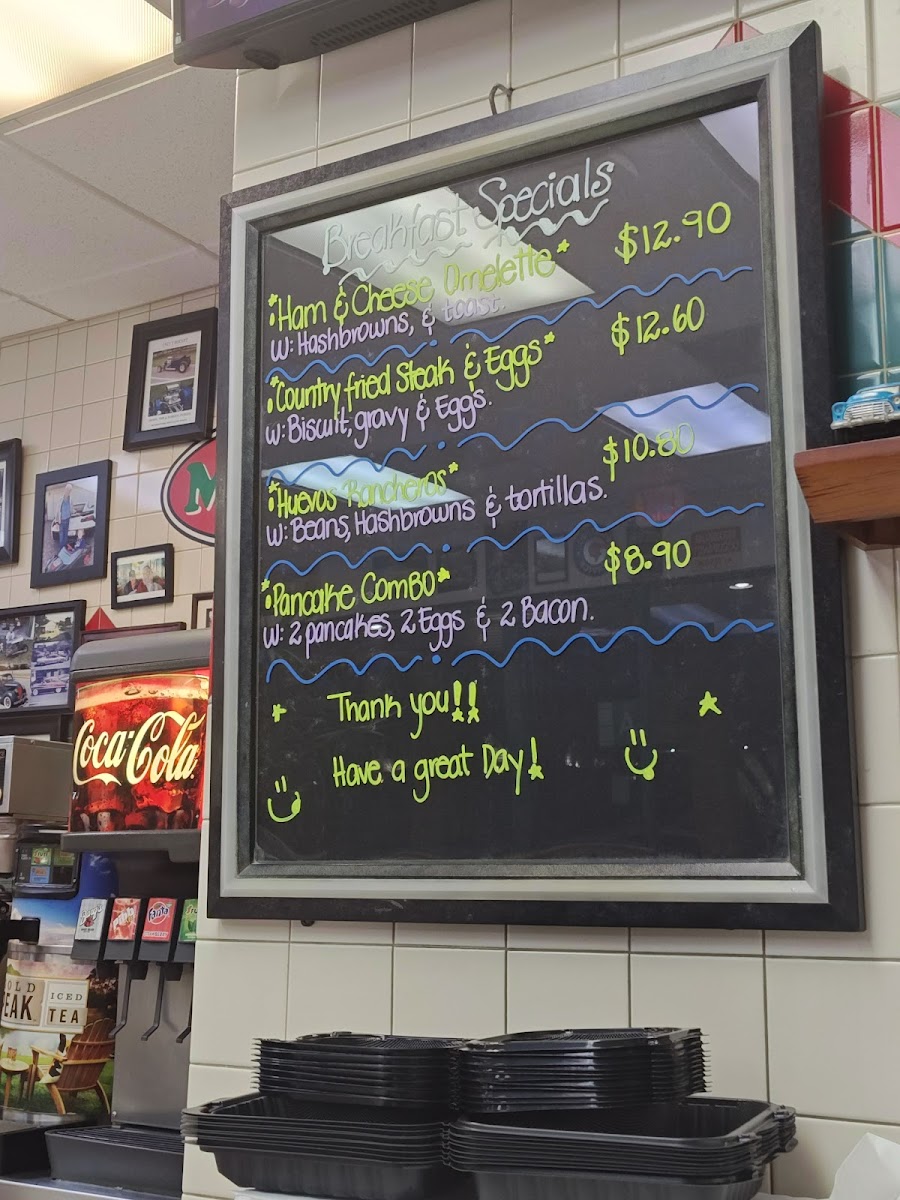 Breakfast Specials
*Ham & Cheese Omelette* $12.90
W: Hashbrowns, & toast.
*Country fried Steak & Eggs* $12.60
W: Biscuit, gravy & Eggs.
*Huevos Rancheros* $10.80
W: Beans, Hashbrowns & tortillas.
*Pancake ComBO* $8.90
W: 2 pancakes, 2 Eggs & 2 Bacon.
Thank you!!
Have a great Day!
Coca-Cola
Fanta
ICED
TEA